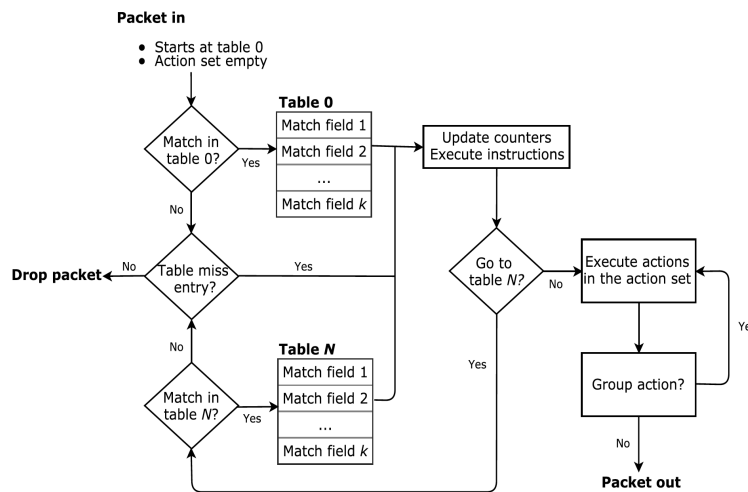 Packet in
• Starts at table 0
• Action set empty
Match in
table 0?
Yes
No
Table 0
Match field 1
Match field 2
...
Match field k
Update counters
Execute instructions
Drop packet
No
Table miss
entry?
Yes
Go to
table N?
No
Yes
Execute actions
in the action set
Ye
Group action?
No
Packet out
No
Match in
table N?
Yes
Table N
Match field 1
Match field 2
...
Match field k